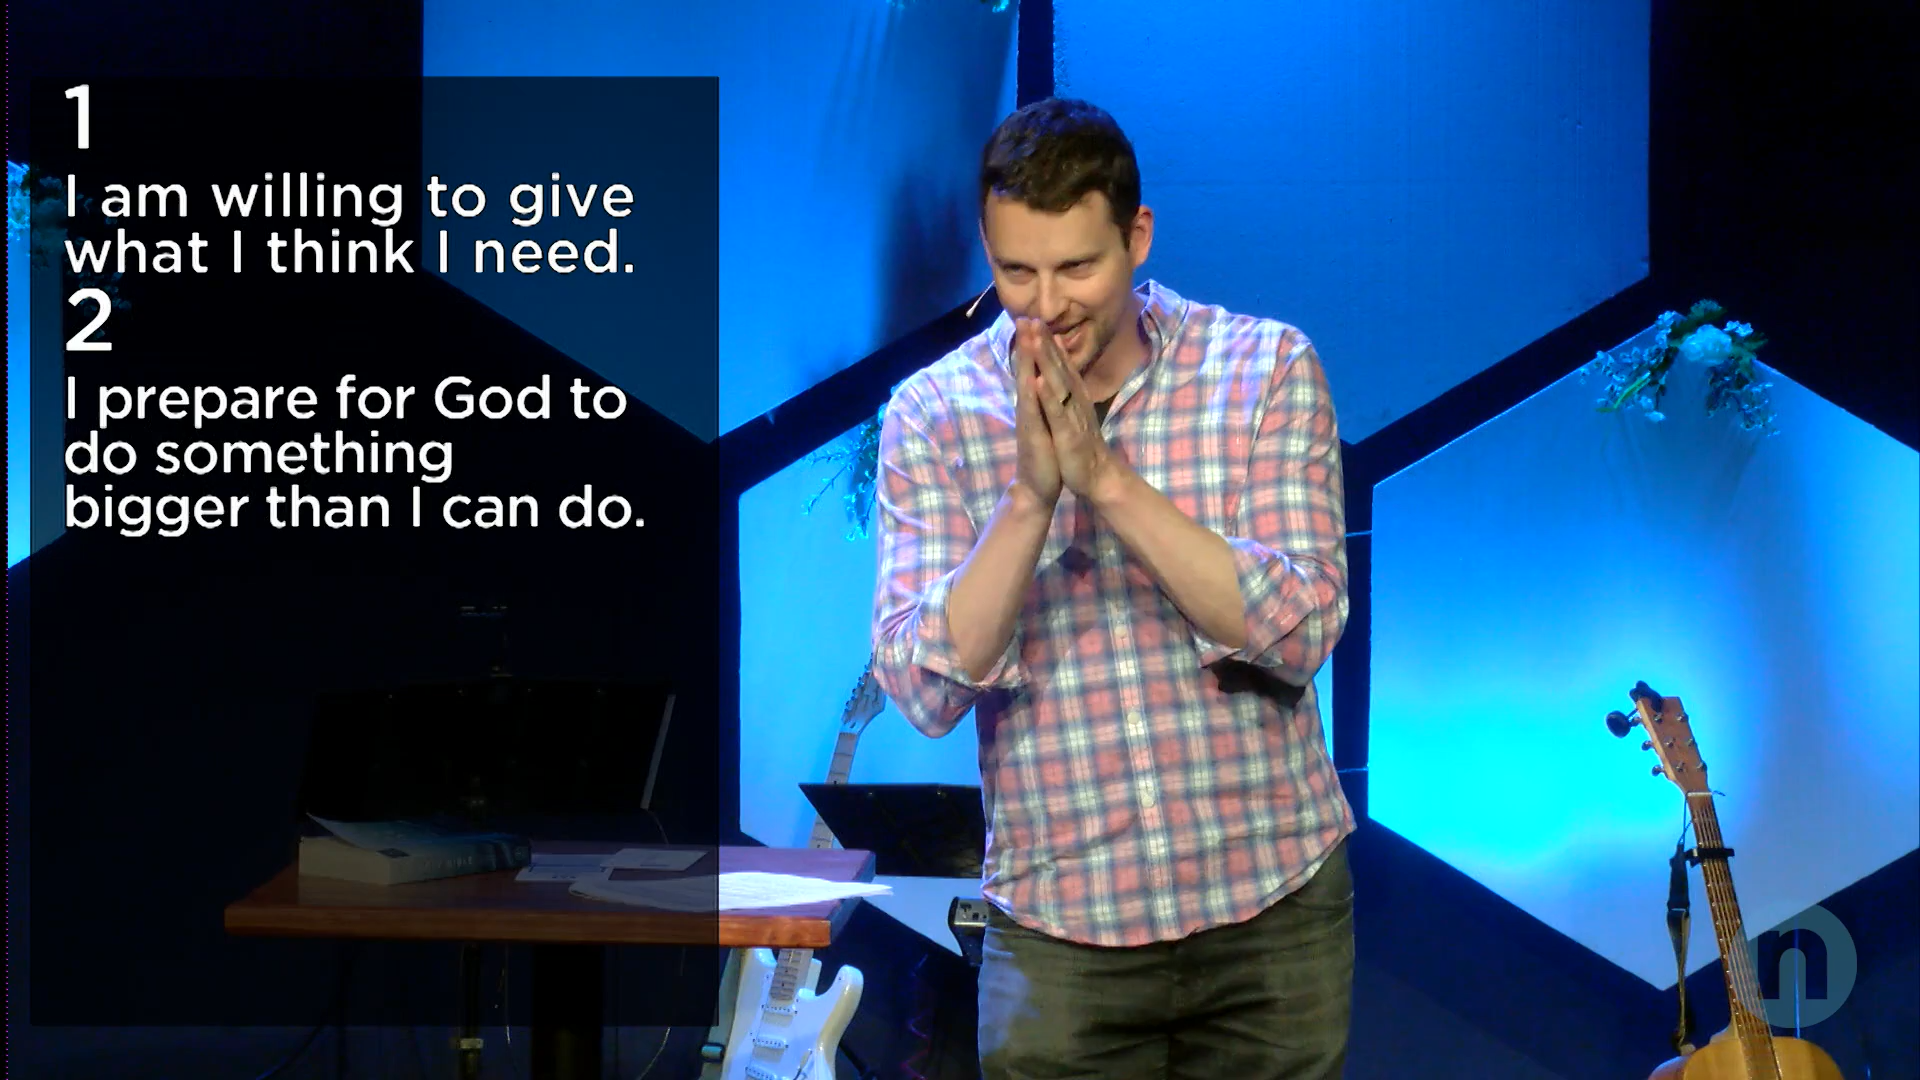 1
I am willing to give
what I think I need.
2
I prepare for God to
do something
bigger than I can do.
n